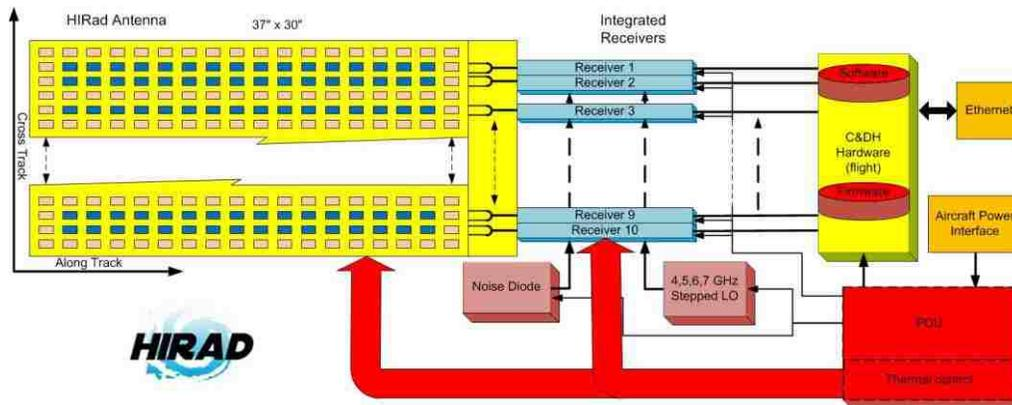 HIRad Antenna
37" x 30"
Integrated
Receivers
Receiver 1
Receiver 2
Receiver 3
Receiver 9
Receiver 10
Software
C&DH
Hardware
(flight)
Firmware
Ethernet
Aircraft Power
Interface
Cross Track
Along Track
Noise Diode
4,5,6,7 GHz
Stepped LO
PDU
Thermal control
HIRAD